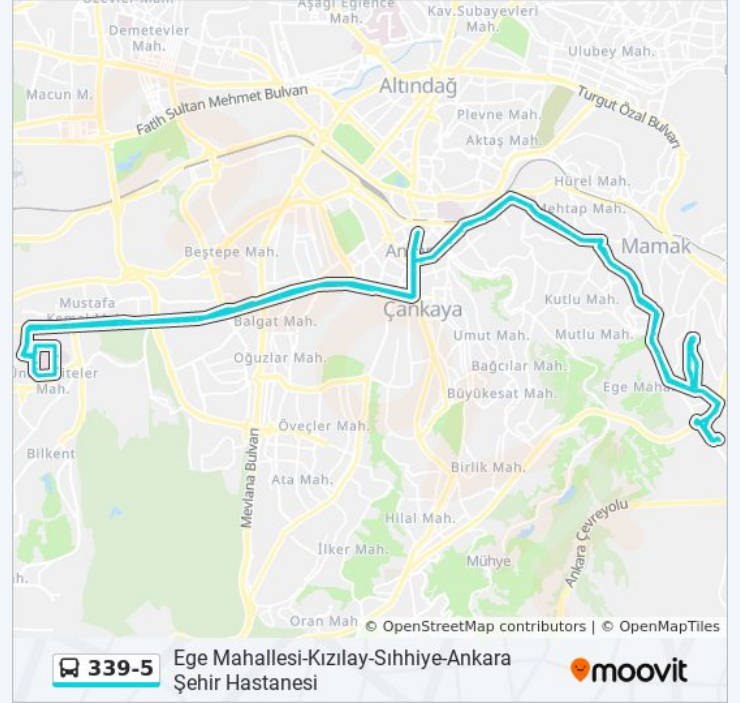 Aşağı Eğlence
Mah.
Kav.Subayevleri
Mah.
Demetevler
Mah.
Ulubey Mah.
Macun M.
Altındağ
Fatih Sultan Mehmet Bulvarı
Turgut Özal Bulvarı
Plevne Mah.
Aktaş Mah.
Hürel Mah.
Mehtap Mah.
Mamak
Beştepe Mah.
Mustafa
Kutlu Mah.
Çankaya
Balgat Mah.
Umut Mah.
Mutlu Mah.
Oğuzlar Mah.
Bağcılar Mah.
Mah.
Büyükesat Mah.
Ege Mah
Öveçler Mah.
Bilkent
Mevlana Bulvarı
Birlik Mah.
Ata Mah.
Hilal Mah.
Ankara Çevreyolu
İlker Mah.
Mühye
h.
Oran Mah.
© OpenStreetMap contributors | © OpenMapTiles
339-5
Ege Mahallesi-Kızılay-Sıhhiye-Ankara
Şehir Hastanesi
moovit